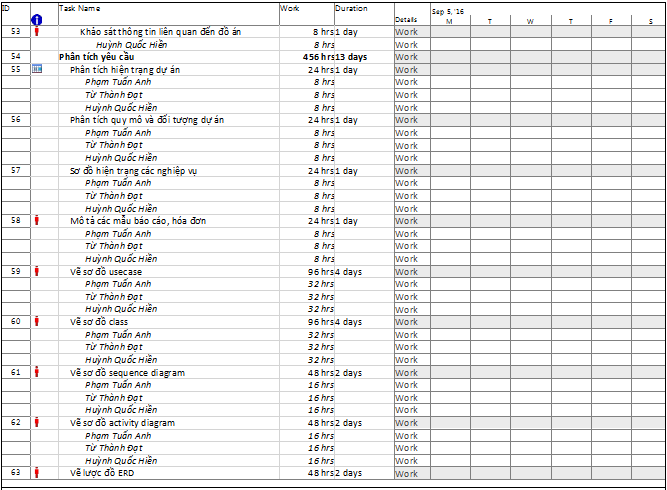 ID Task Name Work Duration Details Sep 5, '16
M T W T F S
53 Khảo sát thông tin liên quan đến đồ án 8 hrs 1 day Work
Huỳnh Quốc Hiền 8 hrs Work
54 Phân tích yêu cầu 456 hrs 13 days Work
55 Phân tích hiện trạng dự án 24 hrs 1 day Work
Phạm Tuấn Anh 8 hrs Work
Từ Thành Đạt 8 hrs Work
Huỳnh Quốc Hiền 8 hrs Work
56 Phân tích quy mô và đối tượng dự án 24 hrs 1 day Work
Phạm Tuấn Anh 8 hrs Work
Từ Thành Đạt 8 hrs Work
Huỳnh Quốc Hiền 8 hrs Work
57 Sơ đồ hiện trạng các nghiệp vụ 24 hrs 1 day Work
Phạm Tuấn Anh 8 hrs Work
Từ Thành Đạt 8 hrs Work
Huỳnh Quốc Hiền 8 hrs Work
58 Mô tả các mẫu báo cáo, hóa đơn 24 hrs 1 day Work
Phạm Tuấn Anh 8 hrs Work
Từ Thành Đạt 8 hrs Work
Huỳnh Quốc Hiền 8 hrs Work
59 Vẽ sơ đồ usecase 96 hrs 4 days Work
Phạm Tuấn Anh 32 hrs Work
Từ Thành Đạt 32 hrs Work
Huỳnh Quốc Hiền 32 hrs Work
60 Vẽ sơ đồ class 96 hrs 4 days Work
Phạm Tuấn Anh 32 hrs Work
Từ Thành Đạt 32 hrs Work
Huỳnh Quốc Hiền 32 hrs Work
61 Vẽ sơ đồ sequence diagram 48 hrs 2 days Work
Phạm Tuấn Anh 16 hrs Work
Từ Thành Đạt 16 hrs Work
Huỳnh Quốc Hiền 16 hrs Work
62 Vẽ sơ đồ activity diagram 48 hrs 2 days Work
Phạm Tuấn Anh 16 hrs Work
Từ Thành Đạt 16 hrs Work
Huỳnh Quốc Hiền 16 hrs Work
63 Vẽ lược đồ ERD 48 hrs 2 days Work